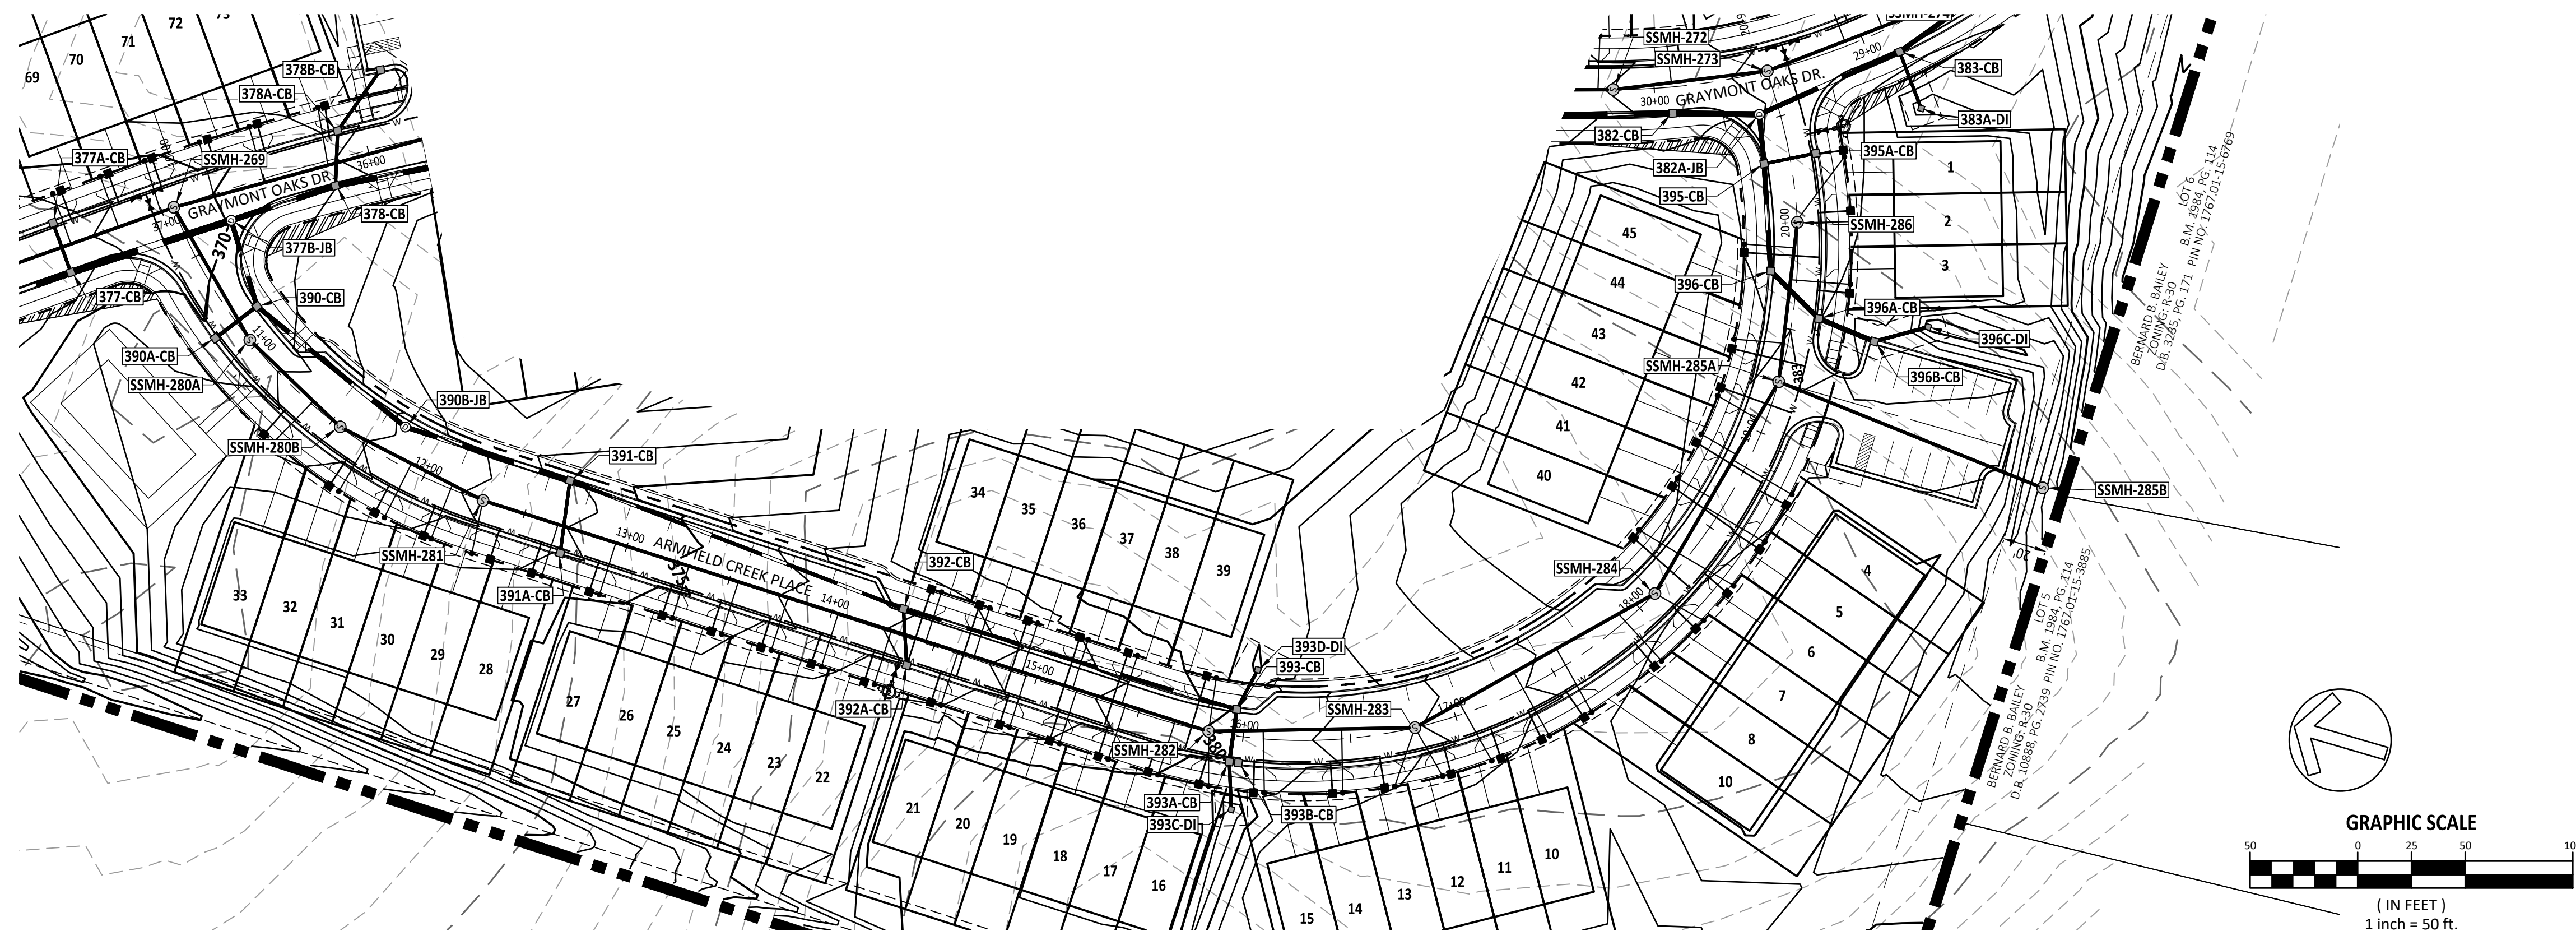 69
70
71
72
378B-CB
378A-CB
377A-CB
SSMH-269
36+00
GRAYMONT OAKS DR.
37+00
370
378-CB
377B-JB
377-CB
390-CB
390A-CB
11+00
SSMH-280A
390B-JB
SSMH-280B
12+00
391-CB
SSMH-281
13+00
ARMFIELD CREEK PLACE
375
14+00
391A-CB
392-CB
33
32
31
30
29
28
27
26
25
24
23
22
34
35
36
37
38
39
15+00
392A-CB
393D-DI
393-CB
16+00
SSMH-282
380
SSMH-283
17+00
393A-CB
393C-DI
393B-CB
21
20
19
18
17
16
15
14
13
12
11
10
SSMH-272
SSMH-273
SSMH-274
29+00
GRAYMONT OAKS DR.
30+00
383-CB
383A-DI
382-CB
382A-JB
395A-CB
395-CB
20+00
SSMH-286
396-CB
396A-CB
396C-DI
SSMH-285A
383
396B-CB
19+00
SSMH-285B
SSMH-284
18+00
45
44
43
42
41
40
1
2
3
4
5
6
7
8
10
LOT 6
B.M. 1984, PG. 114
BERNARD B. BAILEY
ZONING: R-30
D.B. 3285, PG. 171 PIN NO: 1767-01-15-6769
20'
LOT 5
B.M. 1984, PG. 114
BERNARD B. BAILEY
ZONING: R-30
D.B. 10888, PG. 2739 PIN NO: 1767-01-15-3885
GRAPHIC SCALE
50 0 25 50 10
( IN FEET )
1 inch = 50 ft.